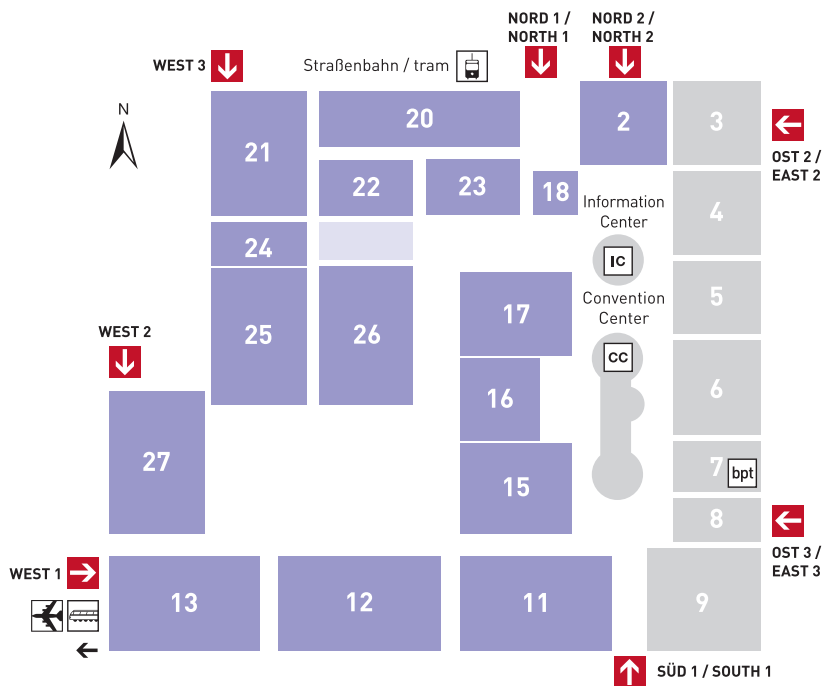 NORD 1 /
NORTH 1
NORD 2 /
NORTH 2
WEST 3
Straßenbahn / tram
N
20
2
3
21
OST 2 /
EAST 2
22
23
18
Information
Center
4
24
IC
Convention
Center
5
17
25
26
WEST 2
CC
6
16
27
7
bpt
15
8
OST 3 /
EAST 3
WEST 1
13
12
11
9
SÜD 1 / SOUTH 1